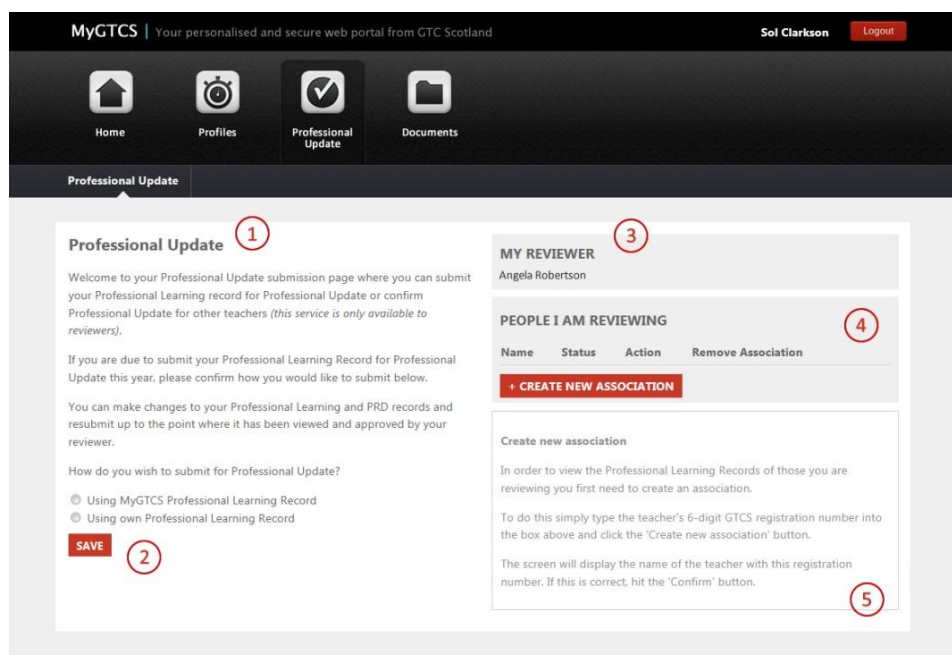 MyGTCS | Your personalised and secure web portal from GTC Scotland
Sol Clarkson
Logout
Home
Profiles
Professional
Update
Documents
Professional Update
Professional Update
1
Welcome to your Professional Update submission page where you can submit
your Professional Learning record for Professional Update or confirm
Professional Update for other teachers (this service is only available to
reviewers).
If you are due to submit your Professional Learning Record for Professional
Update this year, please confirm how you would like to submit below.
You can make changes to your Professional Learning and PRD records and
resubmit up to the point where it has been viewed and approved by your
reviewer.
How do you wish to submit for Professional Update?
Using MyGTCS Professional Learning Record
Using own Professional Learning Record
SAVE
2
3
MY REVIEWER
Angela Robertson
PEOPLE I AM REVIEWING
4
Name Status Action Remove Association
+ CREATE NEW ASSOCIATION
Create new association
In order to view the Professional Learning Records of those you are
reviewing you first need to create an association.
To do this simply type the teacher's 6-digit GTCS registration number into
the box above and click the 'Create new association' button.
The screen will display the name of the teacher with this registration
number. If this is correct, hit the 'Confirm' button.
5